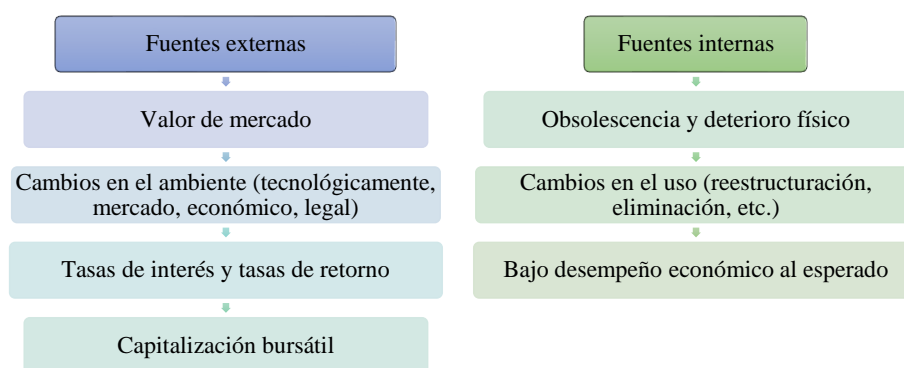 Fuentes externas
Valor de mercado
Cambios en el ambiente (tecnológicamente,
mercado, económico, legal)
Tasas de interés y tasas de retorno
Capitalización bursátil
Fuentes internas
Obsolescencia y deterioro físico
Cambios en el uso (reestructuración,
eliminación, etc.)
Bajo desempeño económico al esperado